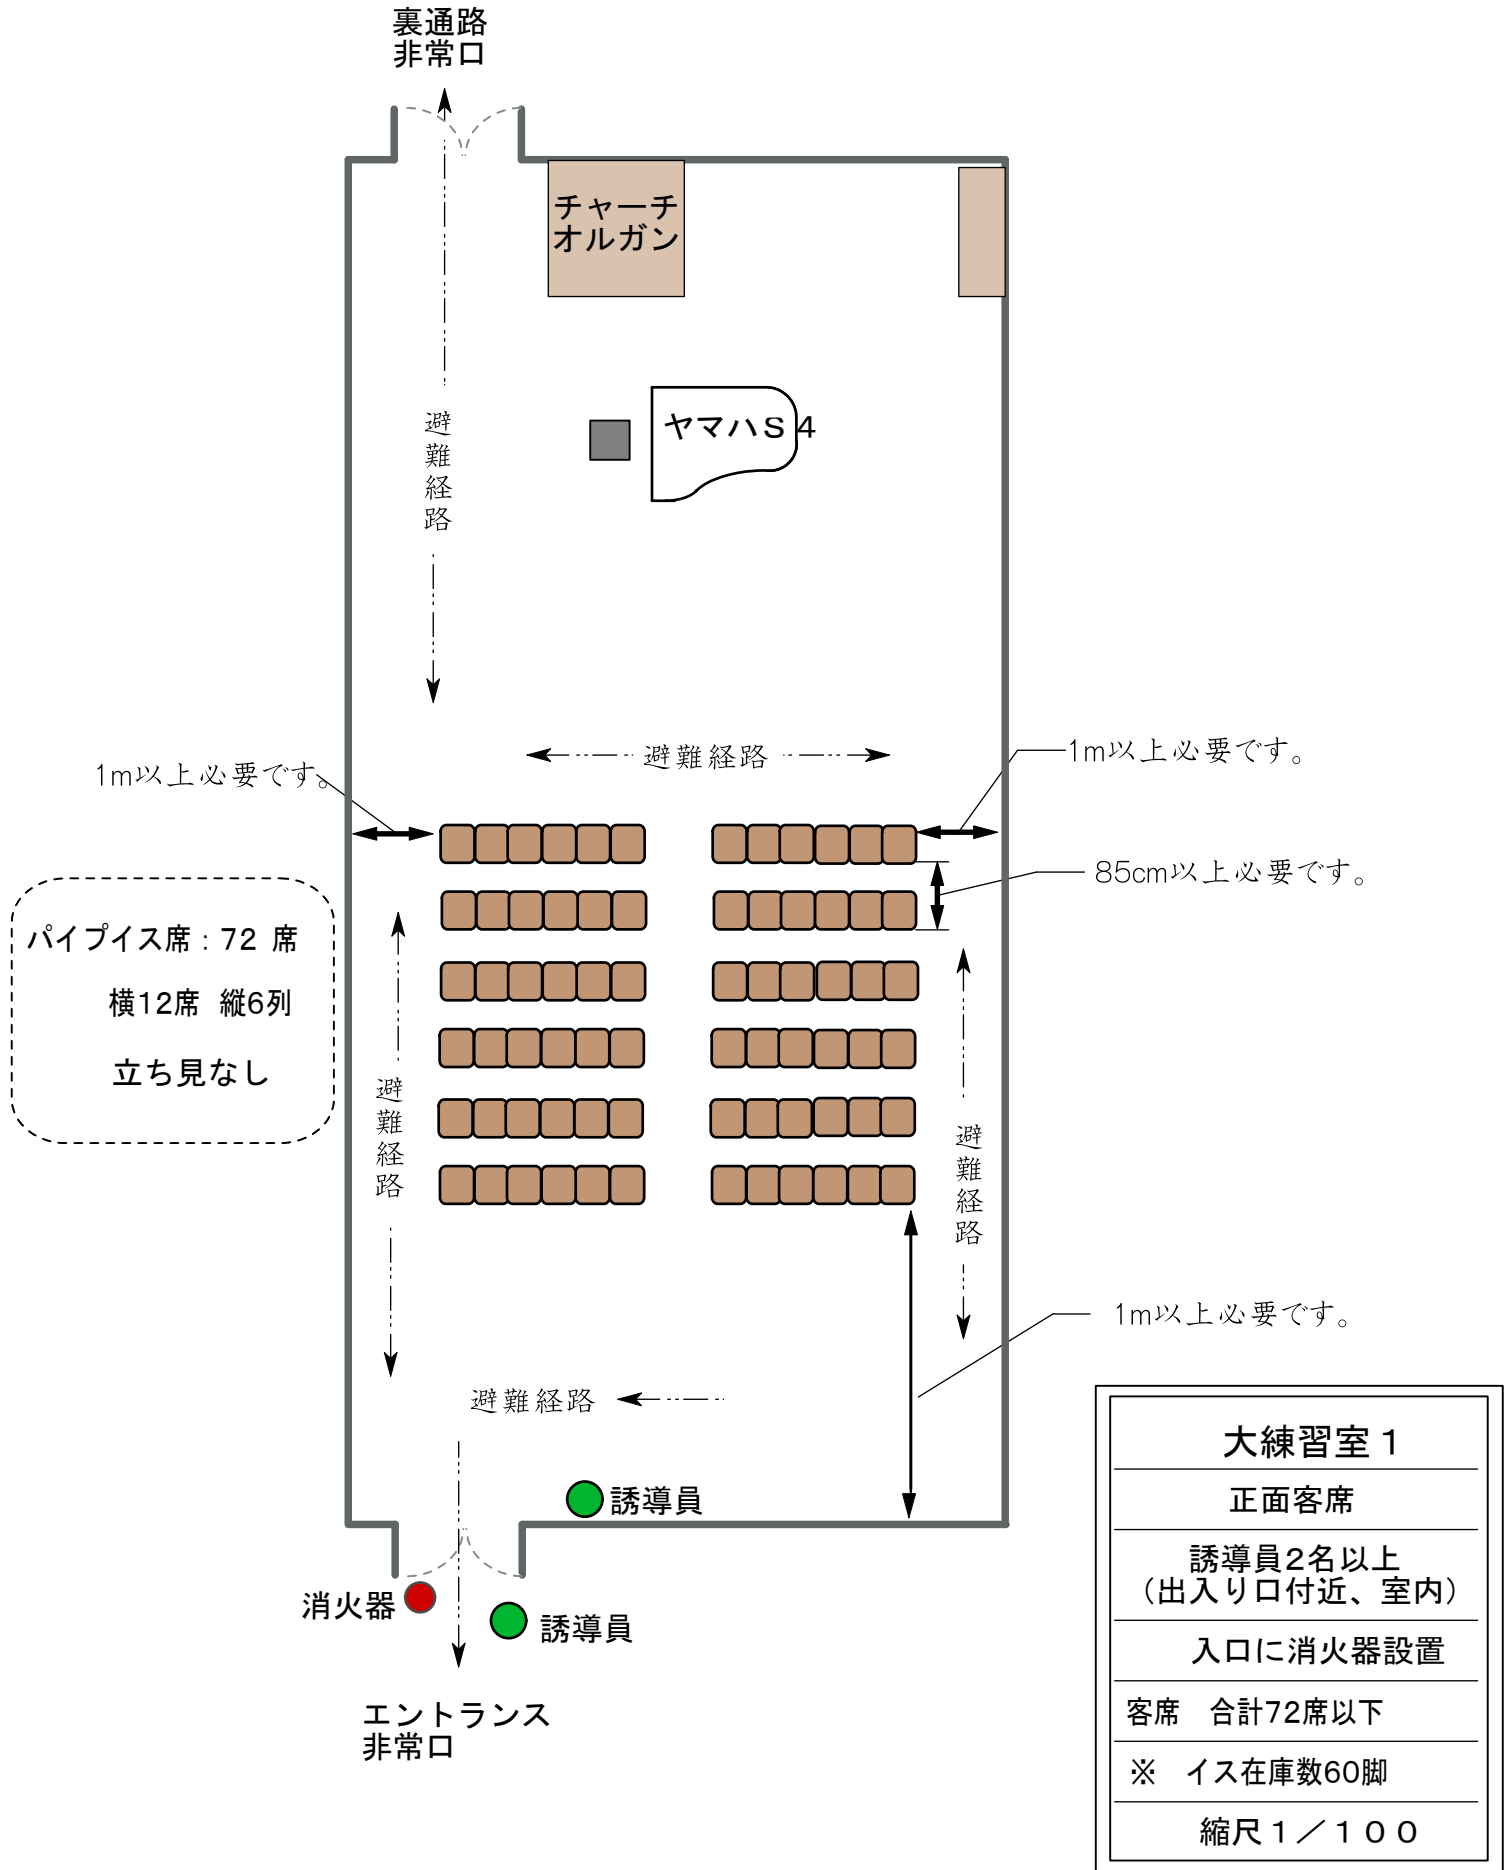 裏通路
非常口
チャーチ
オルガン
ヤマハＳ４
避難経路
避難経路
1m以上必要です。
1m以上必要です。
85cm以上必要です。
パイプイス席：72 席
横12席 縦6列
立ち見なし
避難経路
避難経路
1m以上必要です。
避難経路
誘導員
消火器
誘導員
エントランス
非常口
大練習室１
正面客席
誘導員２名以上
（出入り口付近、室内）
入口に消火器設置
客席　合計72席以下
※　イス在庫数60脚
縮尺１／１００